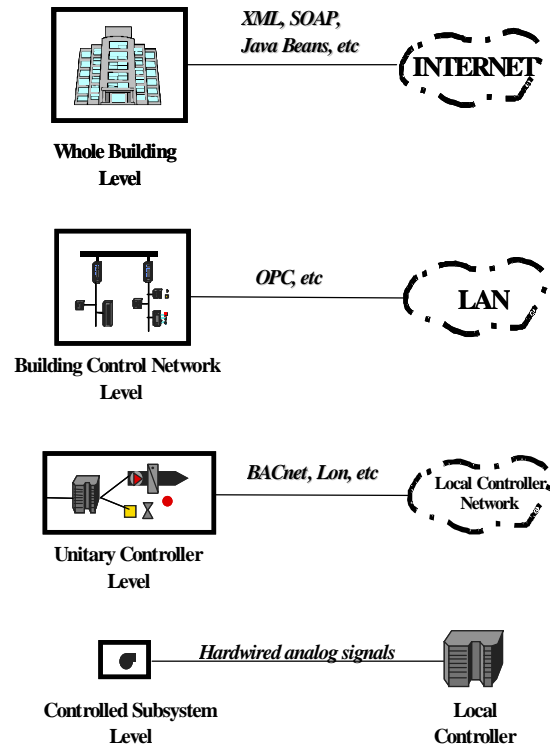 XML, SOAP,
Java Beans, etc
INTERNET
Whole Building
Level
OPC, etc
LAN
Building Control Network
Level
BACnet, Lon, etc
Local Controller
Network
Unitary Controller
Level
Hardwired analog signals
Controlled Subsystem
Level
Local
Controller